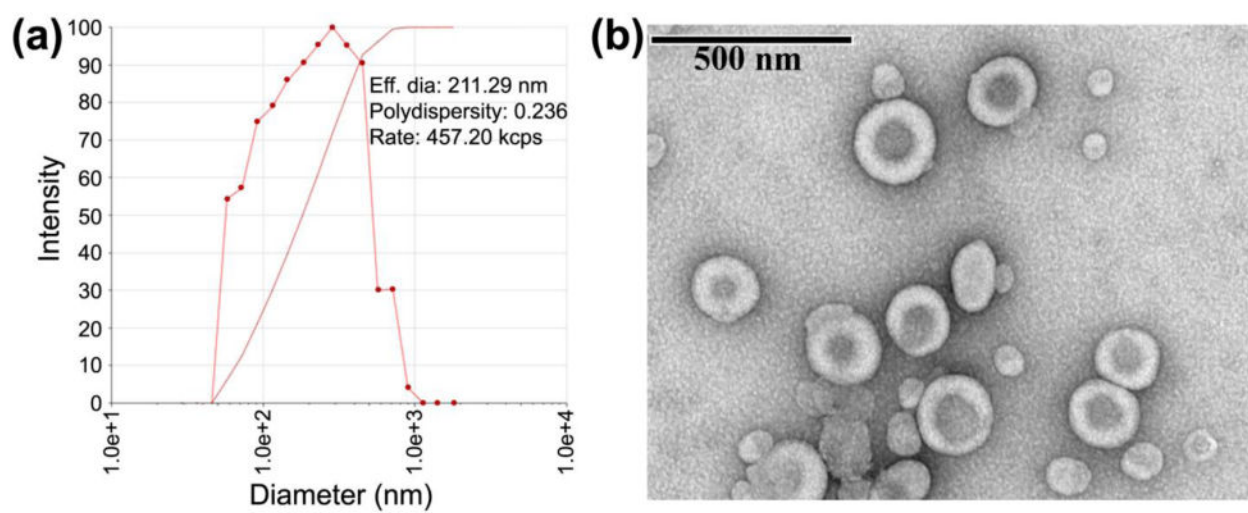 (a)
100
90
80
70
60
50
40
30
20
10
0
Intensity
Eff. dia: 211.29 nm
Polydispersity: 0.236
Rate: 457.20 kcps
1.0e+1
1.0e+2
1.0e+3
1.0e+4
Diameter (nm)
(b)
500 nm